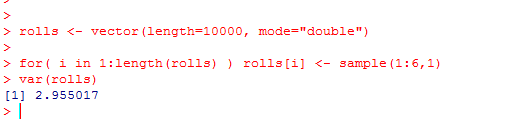 >
>
> rolls <- vector(length=10000, mode="double")
>
> for( i in 1:length(rolls) ) rolls[i] <- sample(1:6,1)
> var(rolls)
[1] 2.955017
>